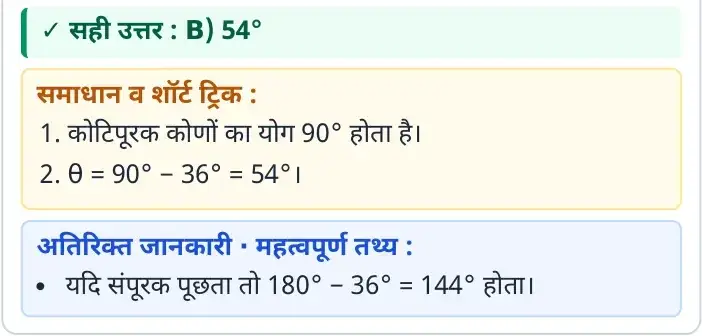 ✓ सही उत्तर : B) 54°
समाधान व शॉर्ट ट्रिक :
1. कोटिपूरक कोणों का योग 90° होता है।
2. θ = 90° − 36° = 54°।
अतिरिक्त जानकारी · महत्वपूर्ण तथ्य :
• यदि संपूरक पूछता तो 180° − 36° = 144° होता।